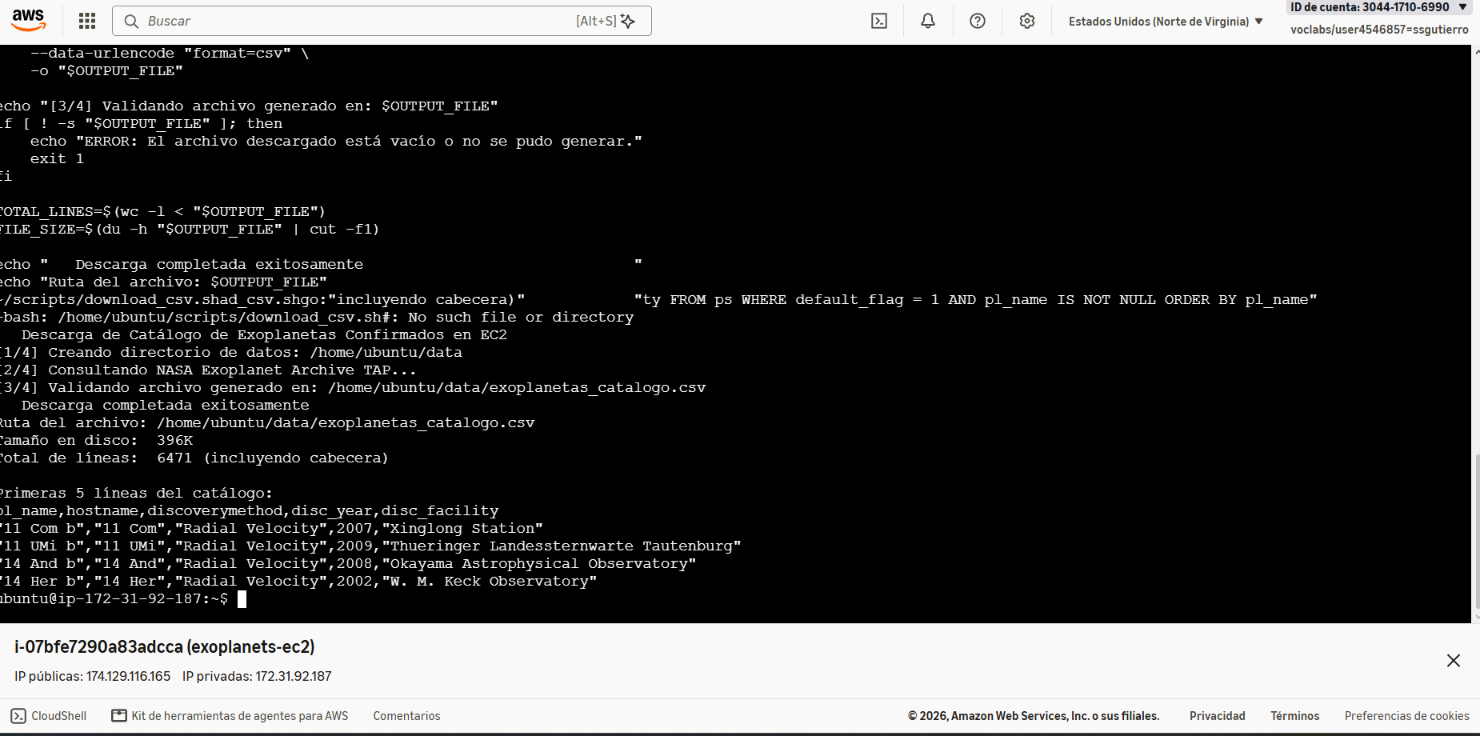 aws
Buscar
[Alt+S]
Estados Unidos (Norte de Virginia) ▼
ID de cuenta: 3044-1710-6990 ▼
voclabs/user4546857=ssgutierro
--data-urlencode "format=csv" \
-o "$OUTPUT_FILE"
echo "[3/4] Validando archivo generado en: $OUTPUT_FILE"
if [ ! -s "$OUTPUT_FILE" ]; then
echo "ERROR: El archivo descargado está vacío o no se pudo generar."
exit 1
fi
TOTAL_LINES=$(wc -l < "$OUTPUT_FILE")
FILE_SIZE=$(du -h "$OUTPUT_FILE" | cut -f1)
echo "   Descarga completada exitosamente                              "
echo "Ruta del archivo: $OUTPUT_FILE"
~/scripts/download_csv.shad_csv.shgo:"incluyendo cabecera)"            "ty FROM ps WHERE default_flag = 1 AND pl_name IS NOT NULL ORDER BY pl_name"
-bash: /home/ubuntu/scripts/download_csv.sh#: No such file or directory
Descarga de Catálogo de Exoplanetas Confirmados en EC2
[1/4] Creando directorio de datos: /home/ubuntu/data
[2/4] Consultando NASA Exoplanet Archive TAP...
[3/4] Validando archivo generado en: /home/ubuntu/data/exoplanetas_catalogo.csv
Descarga completada exitosamente
Ruta del archivo: /home/ubuntu/data/exoplanetas_catalogo.csv
Tamaño en disco:  396K
Total de líneas:  6471 (incluyendo cabecera)
Primeras 5 líneas del catálogo:
pl_name,hostname,discoverymethod,disc_year,disc_facility
"11 Com b","11 Com","Radial Velocity",2007,"Xinglong Station"
"11 UMi b","11 UMi","Radial Velocity",2009,"Thueringer Landessternwarte Tautenburg"
"14 And b","14 And","Radial Velocity",2008,"Okayama Astrophysical Observatory"
"14 Her b","14 Her","Radial Velocity",2002,"W. M. Keck Observatory"
ubuntu@ip-172-31-92-187:~$
i-07bfe7290a83adcca (exoplanets-ec2)
IP públicas: 174.129.116.165   IP privadas: 172.31.92.187
CloudShell   Kit de herramientas de agentes para AWS   Comentarios   © 2026, Amazon Web Services, Inc. o sus filiales.   Privacidad   Términos   Preferencias de cookies